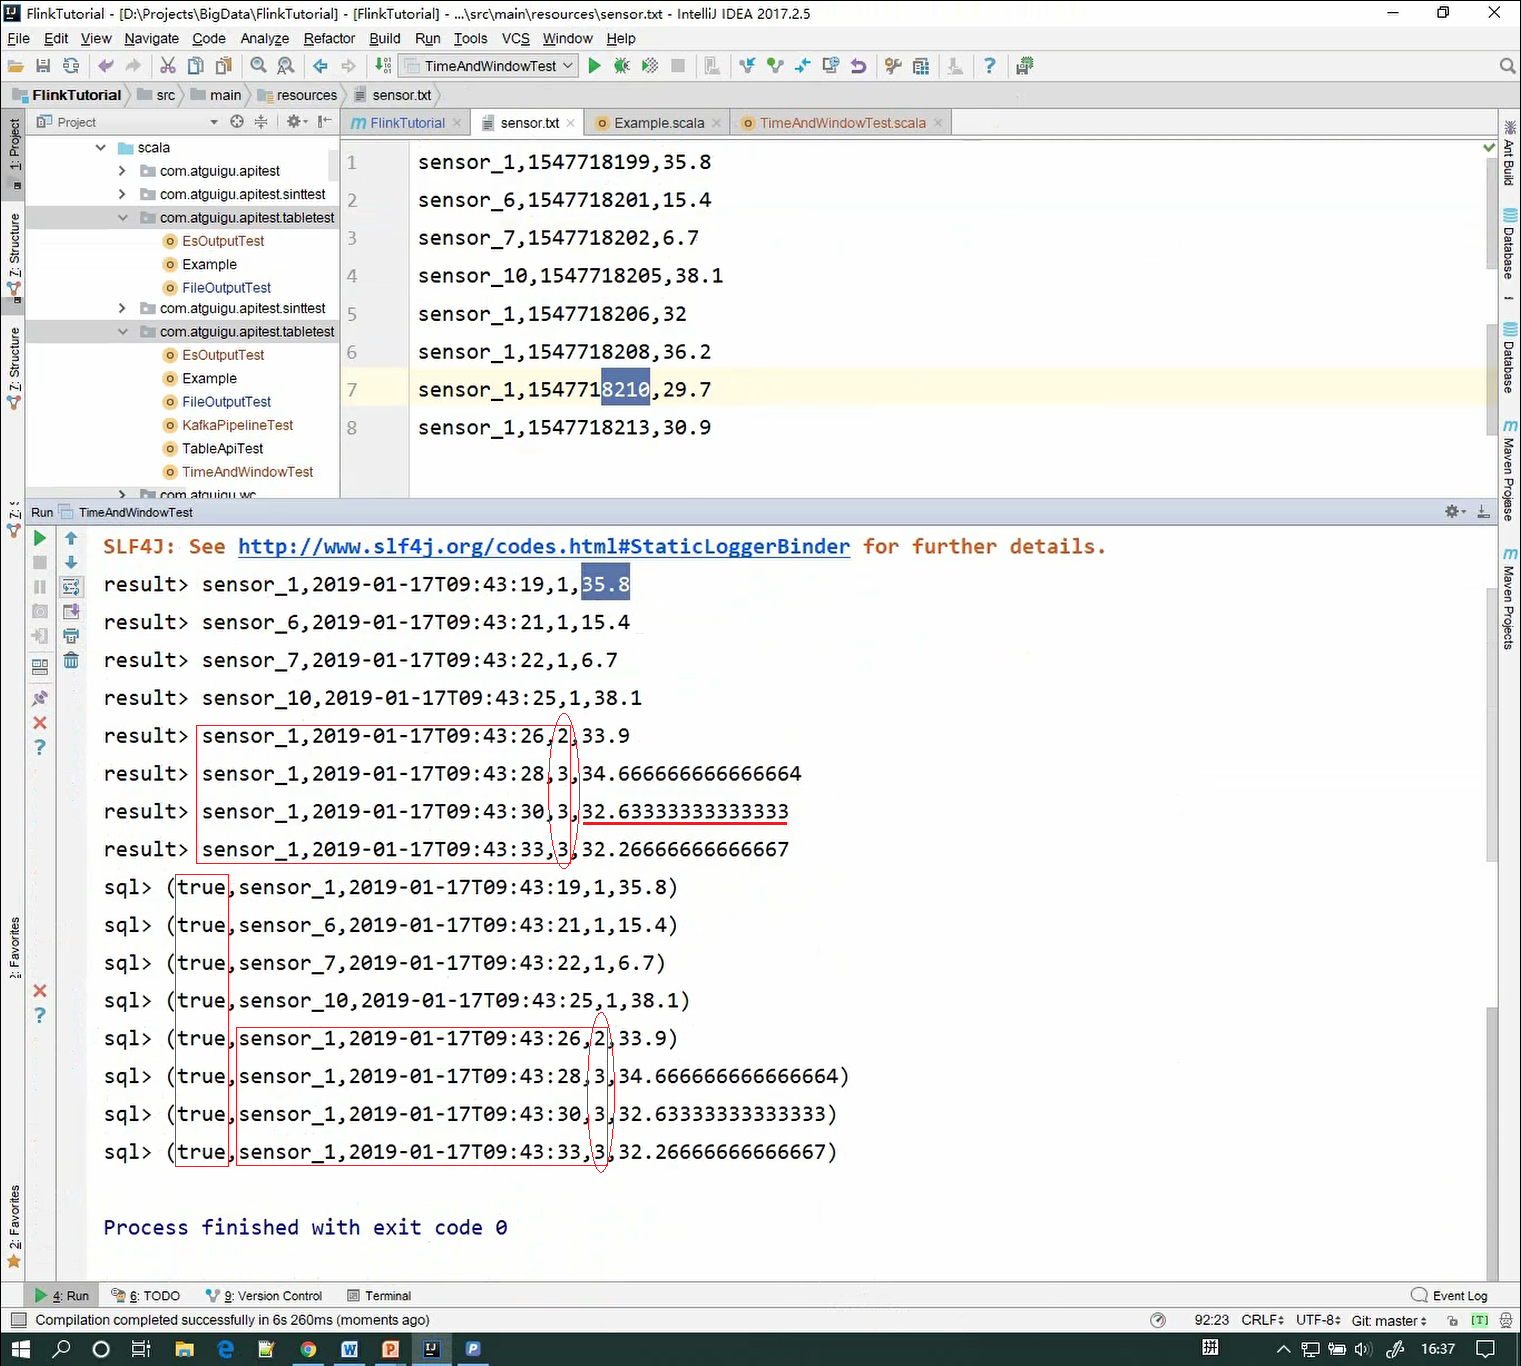 FlinkTutorial - [D:\Projects\BigData\FlinkTutorial] - [FlinkTutorial] - ...\src\main\resources\sensor.txt - IntelliJ IDEA 2017.2.5
File Edit View Navigate Code Analyze Refactor Build Run Tools VCS Window Help
TimeAndWindowTest
FlinkTutorial src main resources sensor.txt
Project
FlinkTutorial sensor.txt Example.scala TimeAndWindowTest.scala
1: Project
7: Structure
7: Structure
2: Favorites
2: Favorites
scala
com.atguigu.apitest
com.atguigu.apitest.sinttest
com.atguigu.apitest.tabletest
EsOutputTest
Example
FileOutputTest
com.atguigu.apitest.sinttest
com.atguigu.apitest.tabletest
EsOutputTest
Example
FileOutputTest
KafkaPipelineTest
TableApiTest
TimeAndWindowTest
com.atguigu.wc
1 sensor_1,1547718199,35.8
2 sensor_6,1547718201,15.4
3 sensor_7,1547718202,6.7
4 sensor_10,1547718205,38.1
5 sensor_1,1547718206,32
6 sensor_1,1547718208,36.2
7 sensor_1,1547718210,29.7
8 sensor_1,1547718213,30.9
Ant Build
Database
Database
Maven Projects
Run TimeAndWindowTest
SLF4J: See http://www.slf4j.org/codes.html#StaticLoggerBinder for further details.
result> sensor_1,2019-01-17T09:43:19,1,35.8
result> sensor_6,2019-01-17T09:43:21,1,15.4
result> sensor_7,2019-01-17T09:43:22,1,6.7
result> sensor_10,2019-01-17T09:43:25,1,38.1
result> sensor_1,2019-01-17T09:43:26,2,33.9
result> sensor_1,2019-01-17T09:43:28,3,34.666666666666664
result> sensor_1,2019-01-17T09:43:30,3,32.63333333333333
result> sensor_1,2019-01-17T09:43:33,3,32.26666666666667
sql> (true,sensor_1,2019-01-17T09:43:19,1,35.8)
sql> (true,sensor_6,2019-01-17T09:43:21,1,15.4)
sql> (true,sensor_7,2019-01-17T09:43:22,1,6.7)
sql> (true,sensor_10,2019-01-17T09:43:25,1,38.1)
sql> (true,sensor_1,2019-01-17T09:43:26,2,33.9)
sql> (true,sensor_1,2019-01-17T09:43:28,3,34.666666666666664)
sql> (true,sensor_1,2019-01-17T09:43:30,3,32.63333333333333)
sql> (true,sensor_1,2019-01-17T09:43:33,3,32.26666666666667)
Process finished with exit code 0
4: Run 6: TODO 9: Version Control Terminal Event Log
Compilation completed successfully in 6s 260ms (moments ago) 92:23 CRLF UTF-8 Git: master [T]
拼 16:37